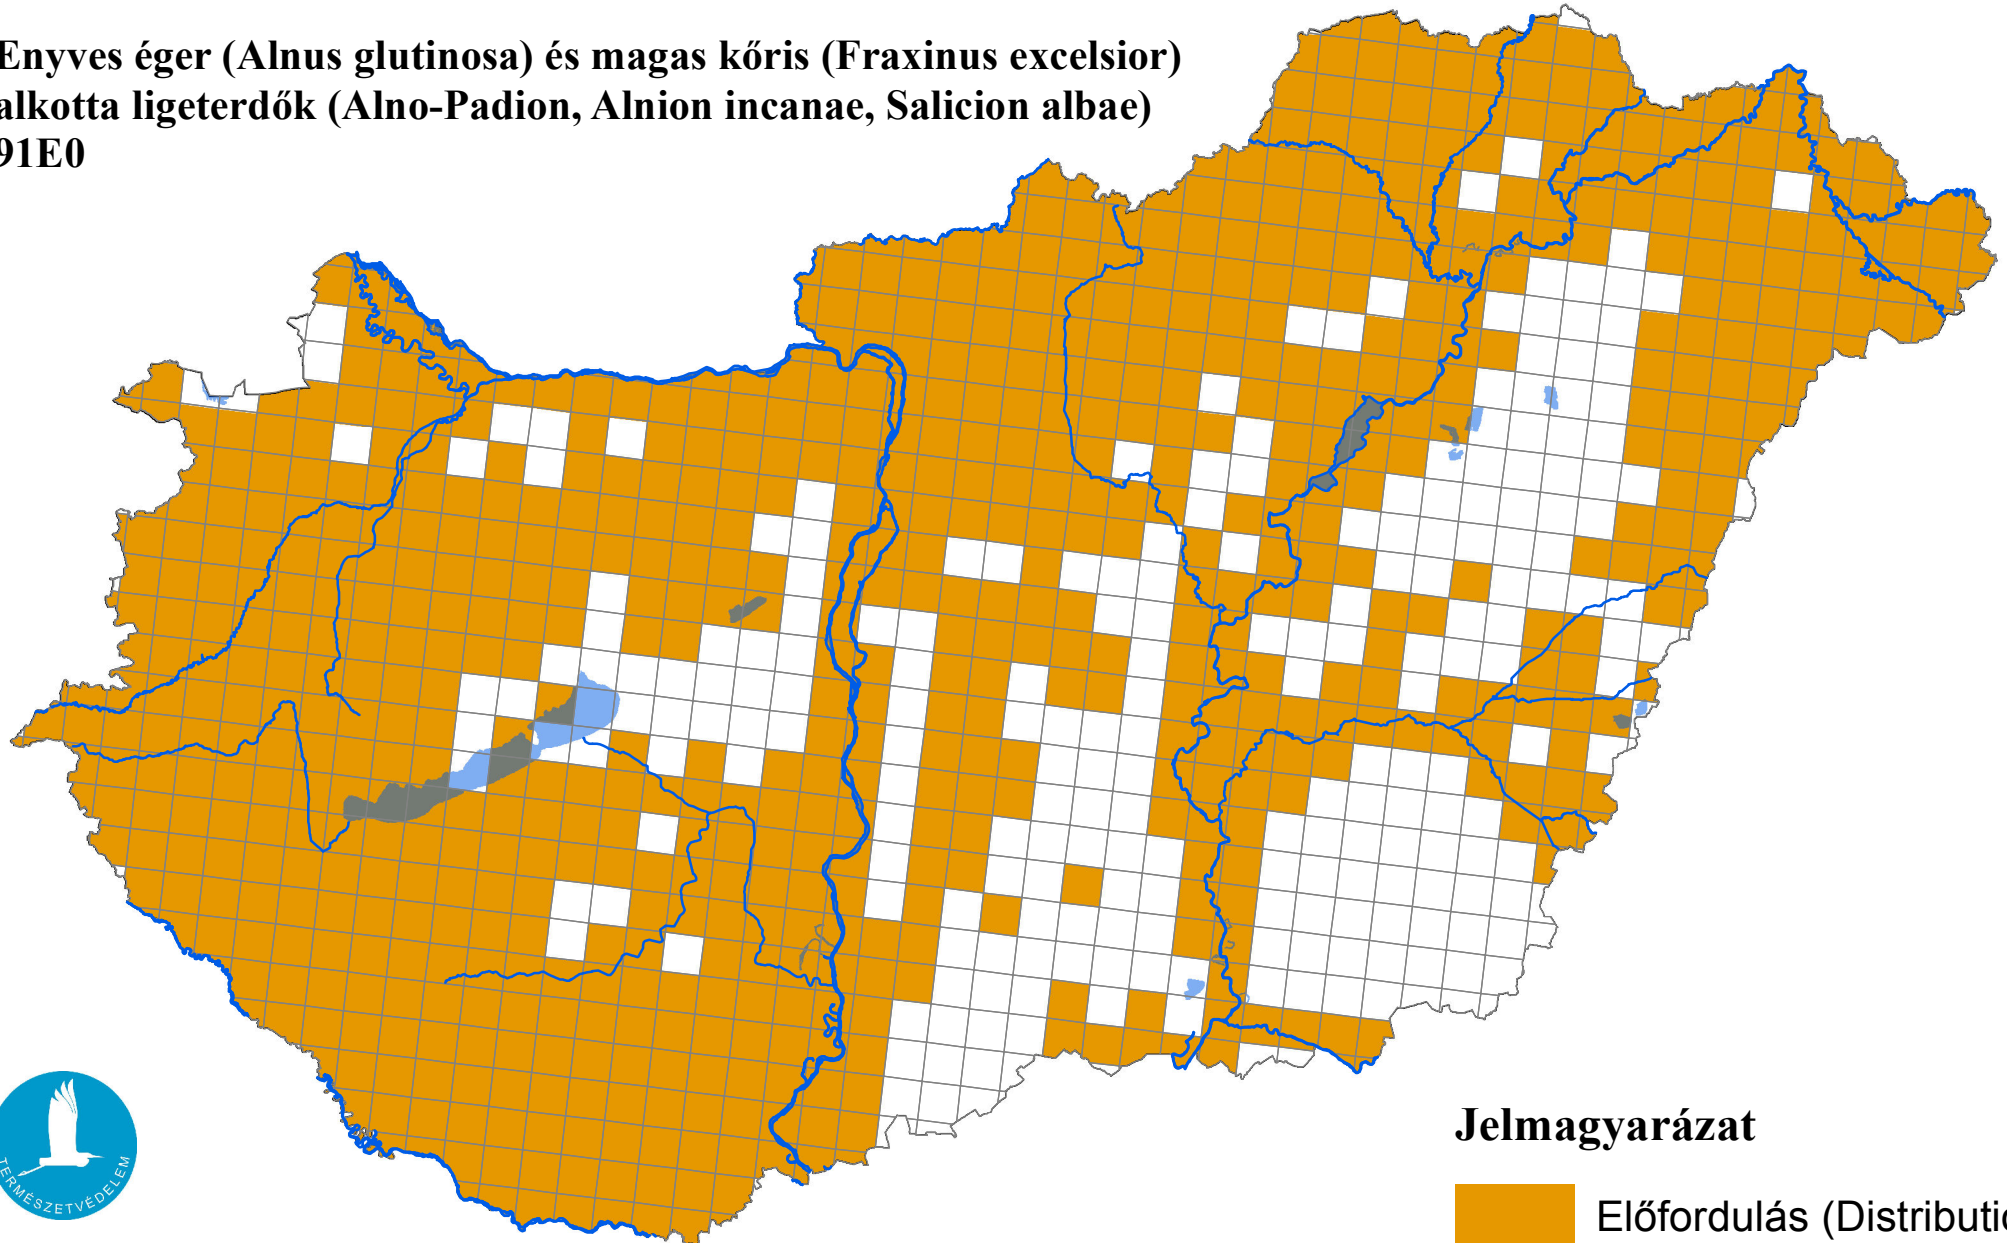 Enyves éger (Alnus glutinosa) és magas kőris (Fraxinus excelsior)
alkotta ligeterdők (Alno-Padion, Alnion incanae, Salicion albae)
91E0
TERMÉSZETVÉDELEM
Jelmagyarázat
Előfordulás (Distributio